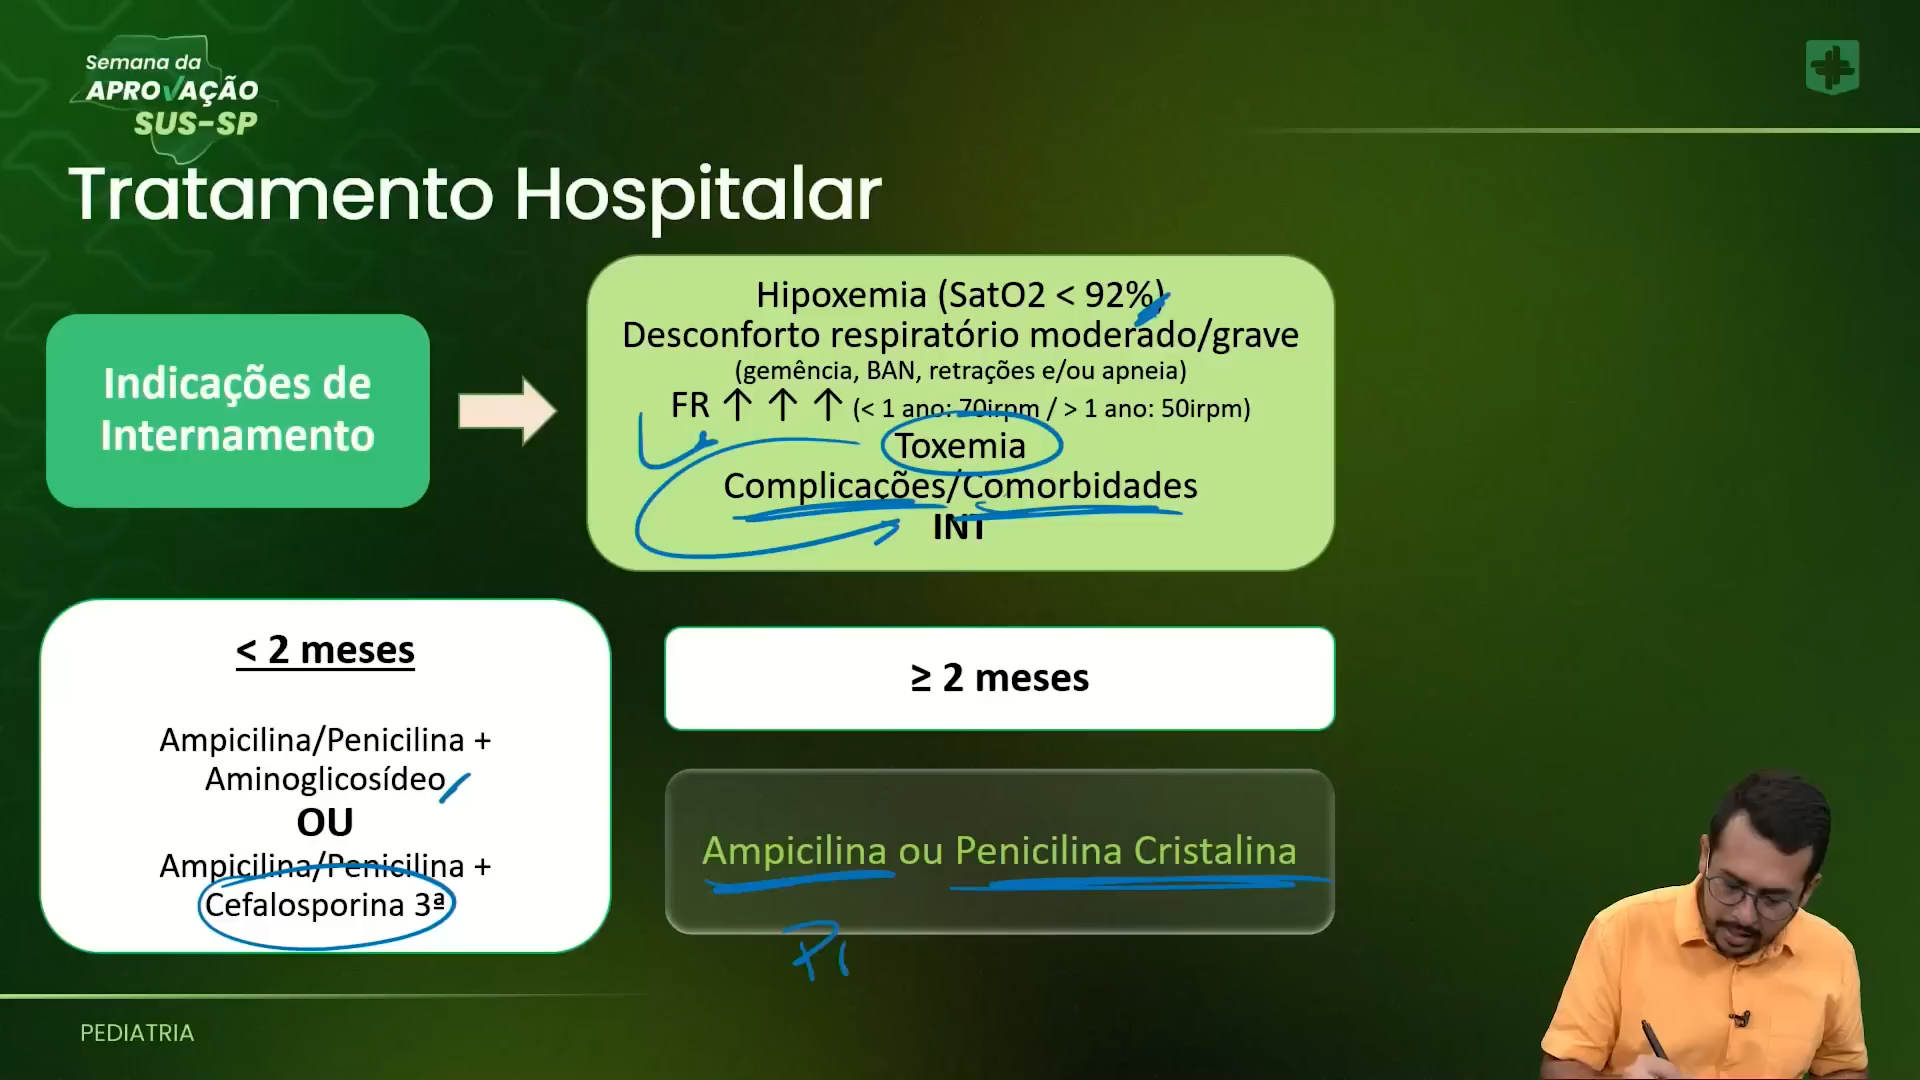 Semana da
APROVAÇÃO
SUS-SP
Tratamento Hospitalar
Indicações de
Internamento
Hipoxemia (SatO2 < 92%)
Desconforto respiratório moderado/grave
(gemência, BAN, retrações e/ou apneia)
FR ↑ ↑ ↑ (< 1 ano: 70irpm / > 1 ano: 50irpm)
Toxemia
Complicações/Comorbidades
INT
< 2 meses
Ampicilina/Penicilina +
Aminoglicosídeo
OU
Ampicilina/Penicilina +
Cefalosporina 3ª
≥ 2 meses
Ampicilina ou Penicilina Cristalina
PEDIATRIA